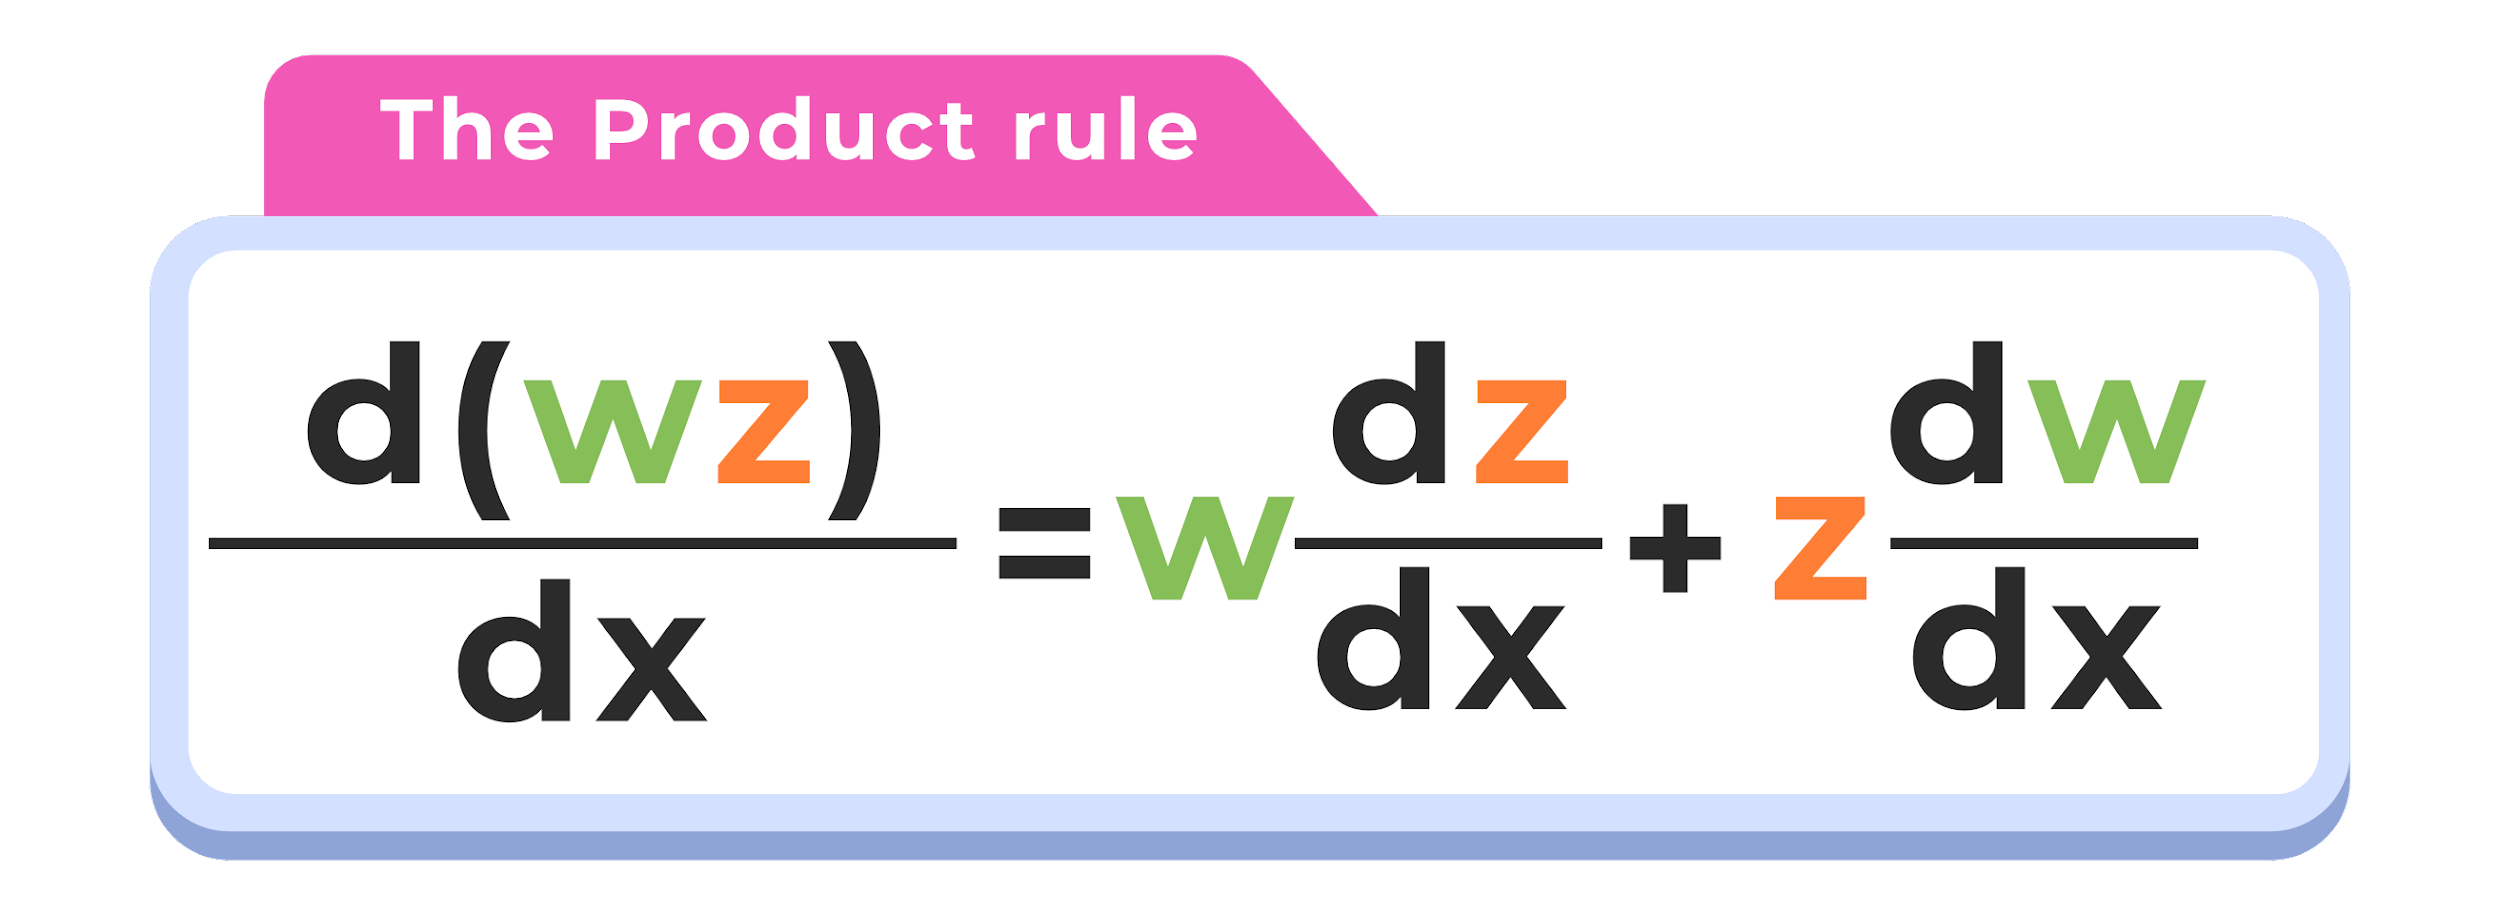 The Product rule
d(wz)/dx = w dz/dx + z dw/dx